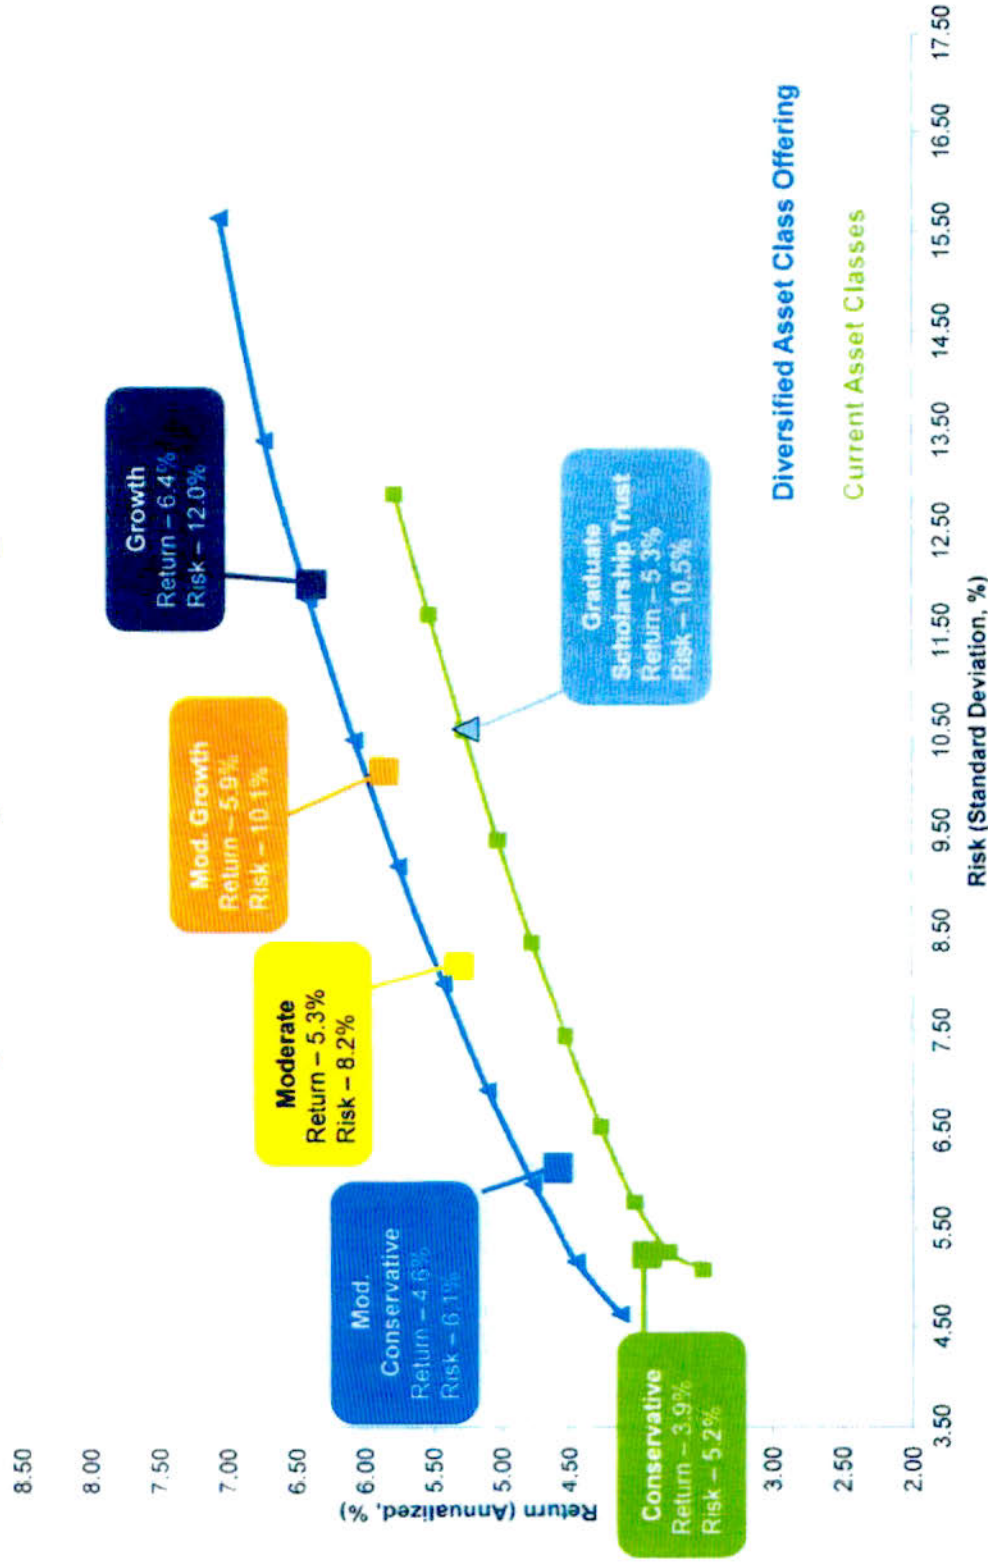 8.50
8.00
7.50
7.00
6.50
6.00
5.50
5.00
4.50
3.00
2.00
Return (Annualized, %)
Growth
Return – 6.4%
Risk – 12.0%
Mod. Growth
Return – 5.9%
Risk – 10.1%
Moderate
Return – 5.3%
Risk – 8.2%
Mod.
Conservative
Return – 4.6%
Risk – 6.1%
Conservative
Return – 3.9%
Risk – 5.2%
Graduate
Scholarship Trust
Return – 5.3%
Risk – 10.5%
Diversified Asset Class Offering
Current Asset Classes
3.50
4.50
5.50
6.50
7.50
8.50
9.50
10.50
11.50
12.50
13.50
14.50
15.50
16.50
17.50
Risk (Standard Deviation, %)